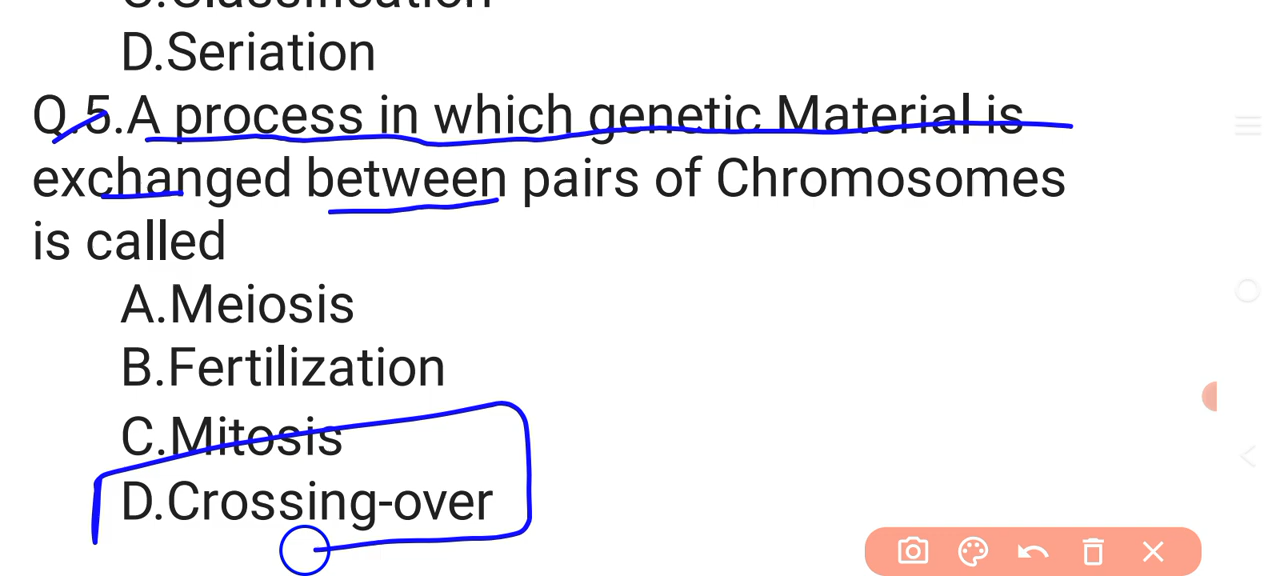 C.Classification
D.Seriation
Q.5.A process in which genetic Material is
exchanged between pairs of Chromosomes
is called
A.Meiosis
B.Fertilization
C.Mitosis
D.Crossing-over